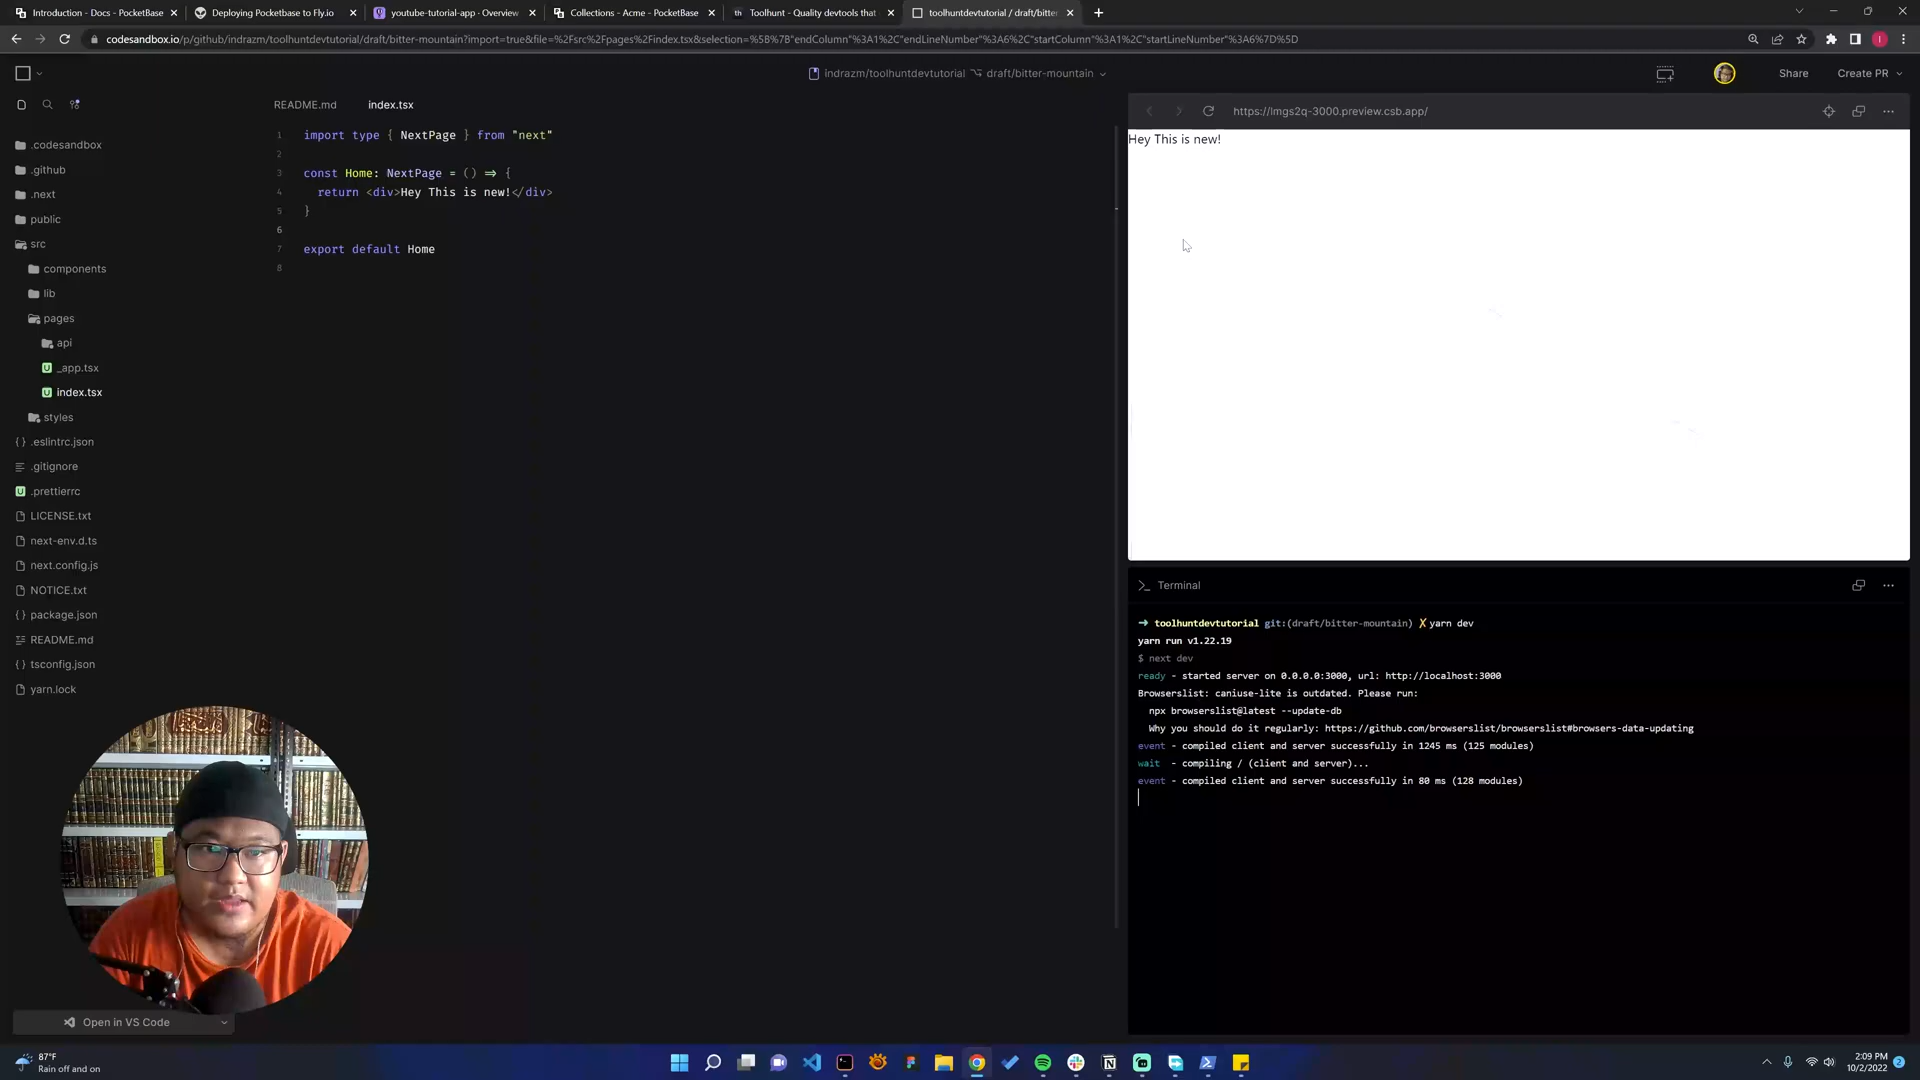 Introduction - Docs - PocketBase
Deploying Pocketbase to Fly.io
youtube-tutorial-app · Overview
Collections - Acme - PocketBase
th Toolhunt - Quality devtools that
toolhuntdevtutorial / draft/bitter
codesandbox.io/p/github/indrazm/toolhuntdevtutorial/draft/bitter-mountain?import=true&file=%2Fsrc%2Fpages%2Findex.tsx&selection=%5B%7B"endColumn"%3A1%2C"endLineNumber"%3A6%2C"startColumn"%3A1%2C"startLineNumber"%3A6%7D%5D
indrazm/toolhuntdevtutorial draft/bitter-mountain
Share
Create PR
.codesandbox
.github
.next
public
src
components
lib
pages
api
_app.tsx
index.tsx
styles
.eslintrc.json
.gitignore
.prettierrc
LICENSE.txt
next-env.d.ts
next.config.js
NOTICE.txt
package.json
README.md
tsconfig.json
yarn.lock
Open in VS Code
README.md index.tsx
1 import type { NextPage } from "next"
2
3 const Home: NextPage = () => {
4 return <div>Hey This is new!</div>
5 }
6
7 export default Home
8
https://lmgs2q-3000.preview.csb.app/
Hey This is new!
Terminal
→ toolhuntdevtutorial git:(draft/bitter-mountain) ✗ yarn dev
yarn run v1.22.19
$ next dev
ready - started server on 0.0.0.0:3000, url: http://localhost:3000
Browserslist: caniuse-lite is outdated. Please run:
npx browserslist@latest --update-db
Why you should do it regularly: https://github.com/browserslist/browserslist#browsers-data-updating
event - compiled client and server successfully in 1245 ms (125 modules)
wait - compiling / (client and server)...
event - compiled client and server successfully in 80 ms (128 modules)
87°F
Rain off and on
2:09 PM
10/2/2022
2